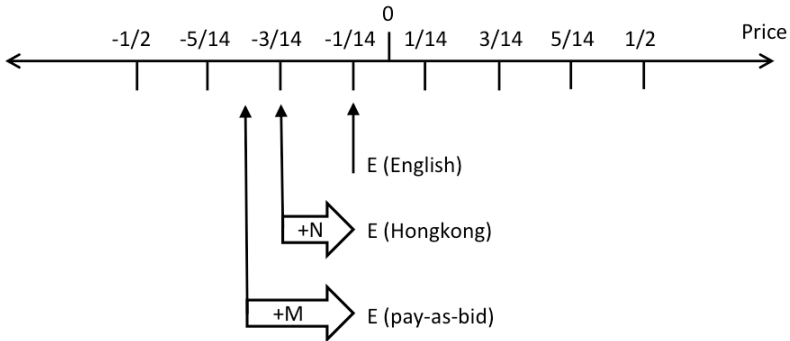 0
-1/2 -5/14 -3/14 -1/14 1/14 3/14 5/14 1/2 Price
E (English)
+N E (Hongkong)
+M E (pay-as-bid)